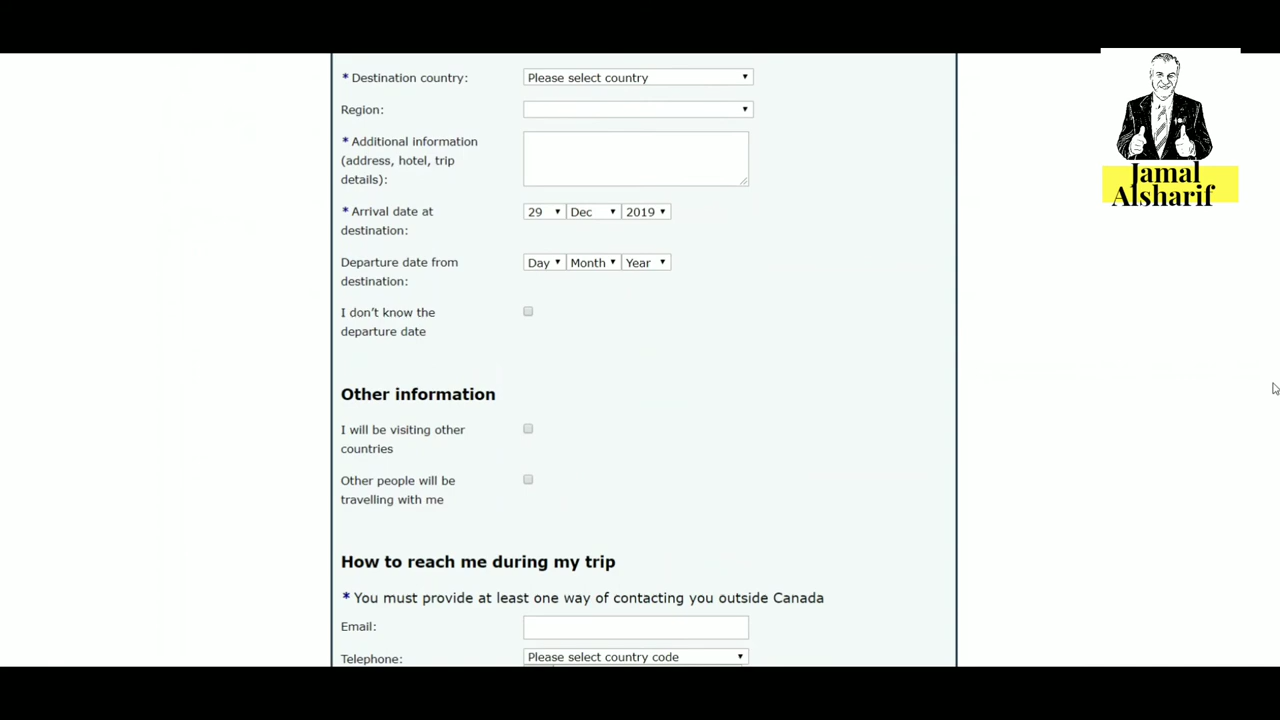 * Destination country: Please select country
Region:
* Additional information
(address, hotel, trip
details):
* Arrival date at
destination: 29 Dec 2019
Departure date from
destination: Day Month Year
I don't know the
departure date
Other information
I will be visiting other
countries
Other people will be
travelling with me
How to reach me during my trip
* You must provide at least one way of contacting you outside Canada
Email:
Telephone: Please select country code
Jamal
Alsharif